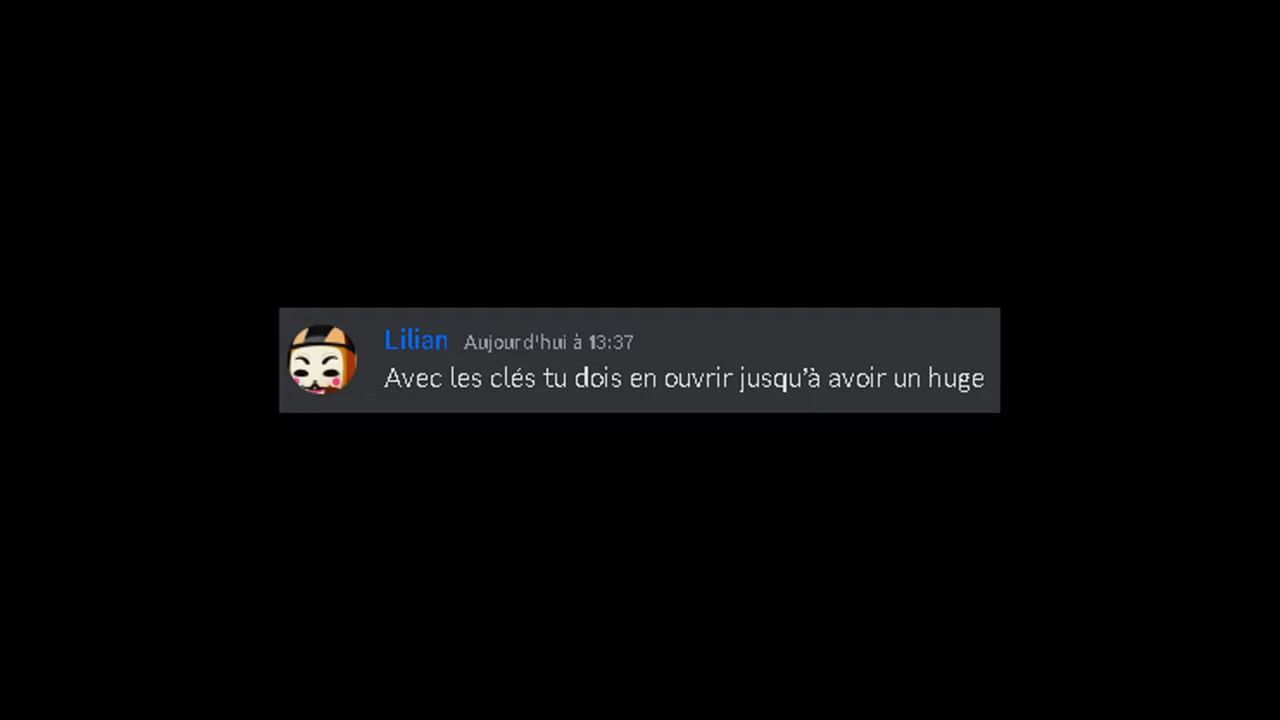 Lilian Aujourd'hui à 13:37
Avec les clés tu dois en ouvrir jusqu'à avoir un huge